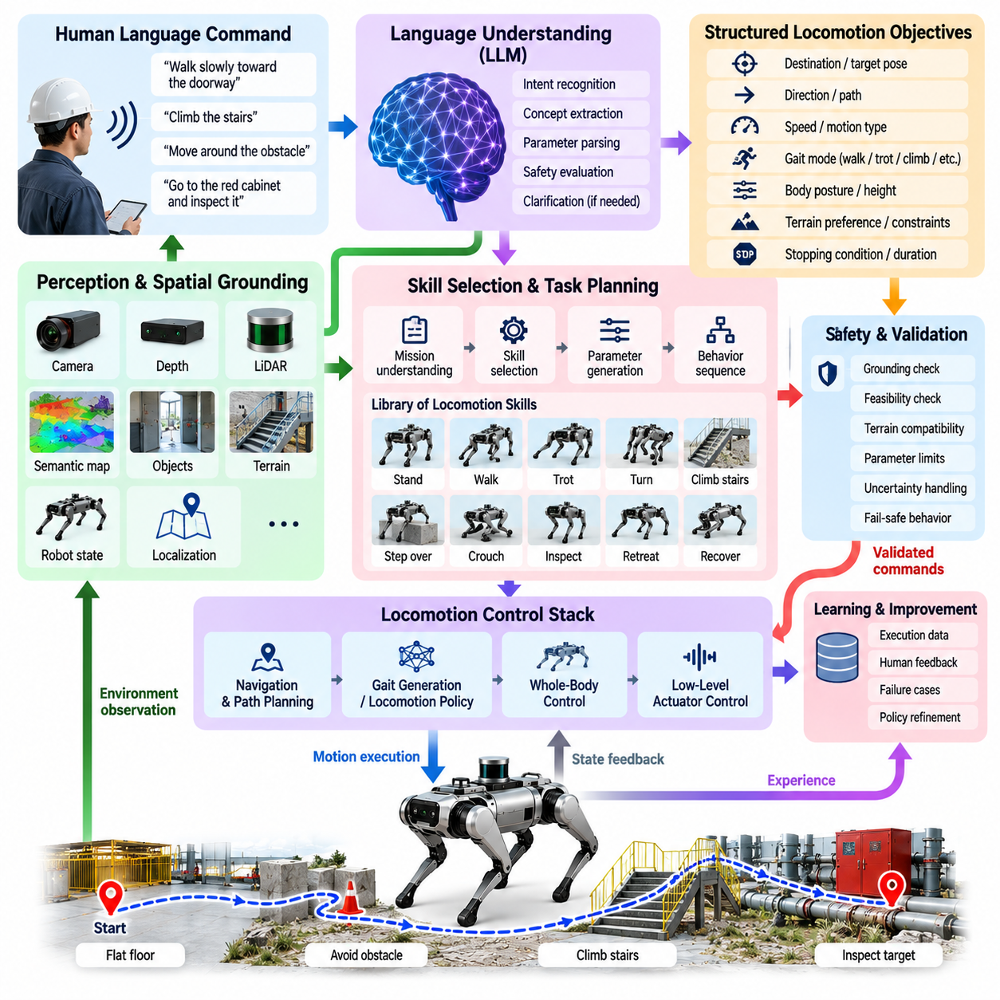 Human Language Command
“Walk slowly toward
the doorway”
“Climb the stairs”
“Move around the obstacle”
“Go to the red cabinet
and inspect it”
Language Understanding
(LLM)
Intent recognition
Concept extraction
Parameter parsing
Safety evaluation
Clarification (if needed)
Structured Locomotion Objectives
Destination / target pose
Direction / path
Speed / motion type
Gait mode (walk / trot / climb / etc.)
Body posture / height
Terrain preference / constraints
STOP
Stopping condition / duration
Perception & Spatial Grounding
Camera
Depth
LiDAR
Semantic map
Objects
Terrain
Robot state
Localization
Skill Selection & Task Planning
Mission
understanding
Skill
selection
Parameter
generation
Behavior
sequence
Library of Locomotion Skills
Stand
Walk
Trot
Turn
Climb stairs
Step over
Crouch
Inspect
Retreat
Recover
Safety & Validation
Grounding check
Feasibility check
Terrain compatibility
Parameter limits
Uncertainty handling
Fail-safe behavior
Validated
commands
Locomotion Control Stack
Navigation
& Path Planning
Gait Generation
/ Locomotion Policy
Whole-Body
Control
Low-Level
Actuator Control
Learning & Improvement
Execution data
Human feedback
Failure cases
Policy refinement
Environment
observation
Motion execution
State feedback
Experience
Start
Flat floor
Avoid obstacle
Climb stairs
Inspect target